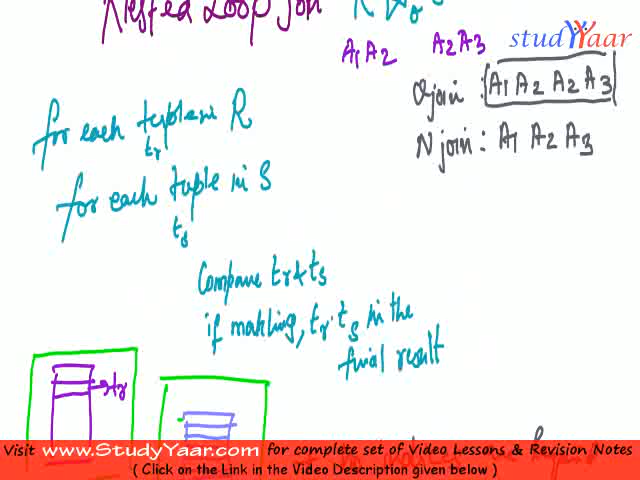 Nested Loop Join R
A1 A2 A2 A3
studYYaar
θ join : A1 A2 A2 A3
N join : A1 A2 A3
for each tuple in R
tr
for each tuple in S
ts
Compare tr & ts
if matching, tr · ts in the
final result
tr
Visit www.StudyYaar.com for complete set of Video Lessons & Revision Notes
( Click on the Link in the Video Description given below )